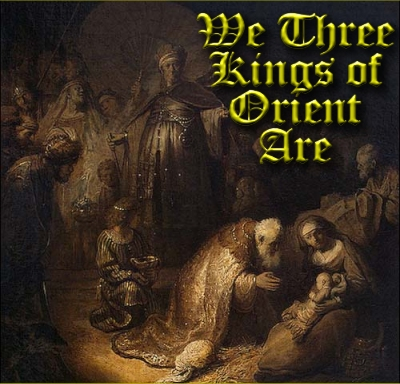 We Three
Kings of
Orient
Are